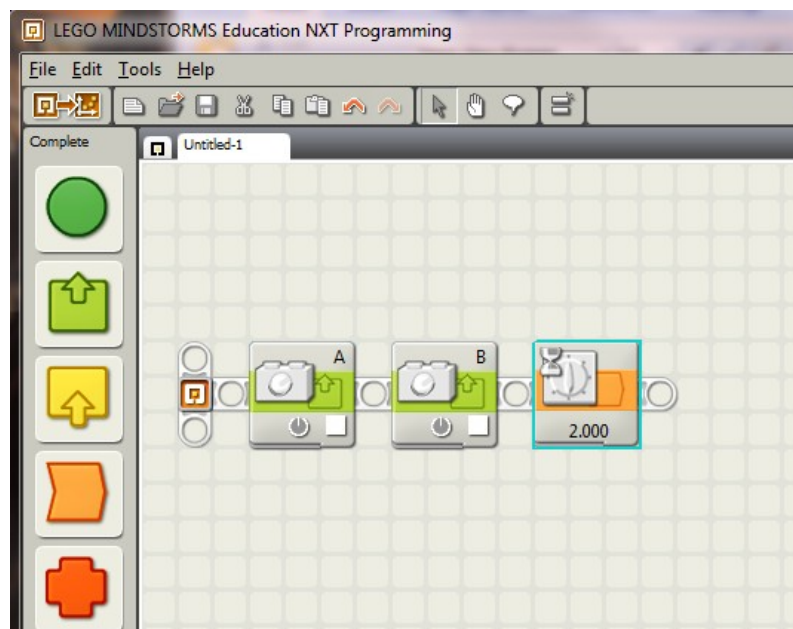 LEGO MINDSTORMS Education NXT Programming
File Edit Tools Help
Complete
Untitled-1
A
B
2.000